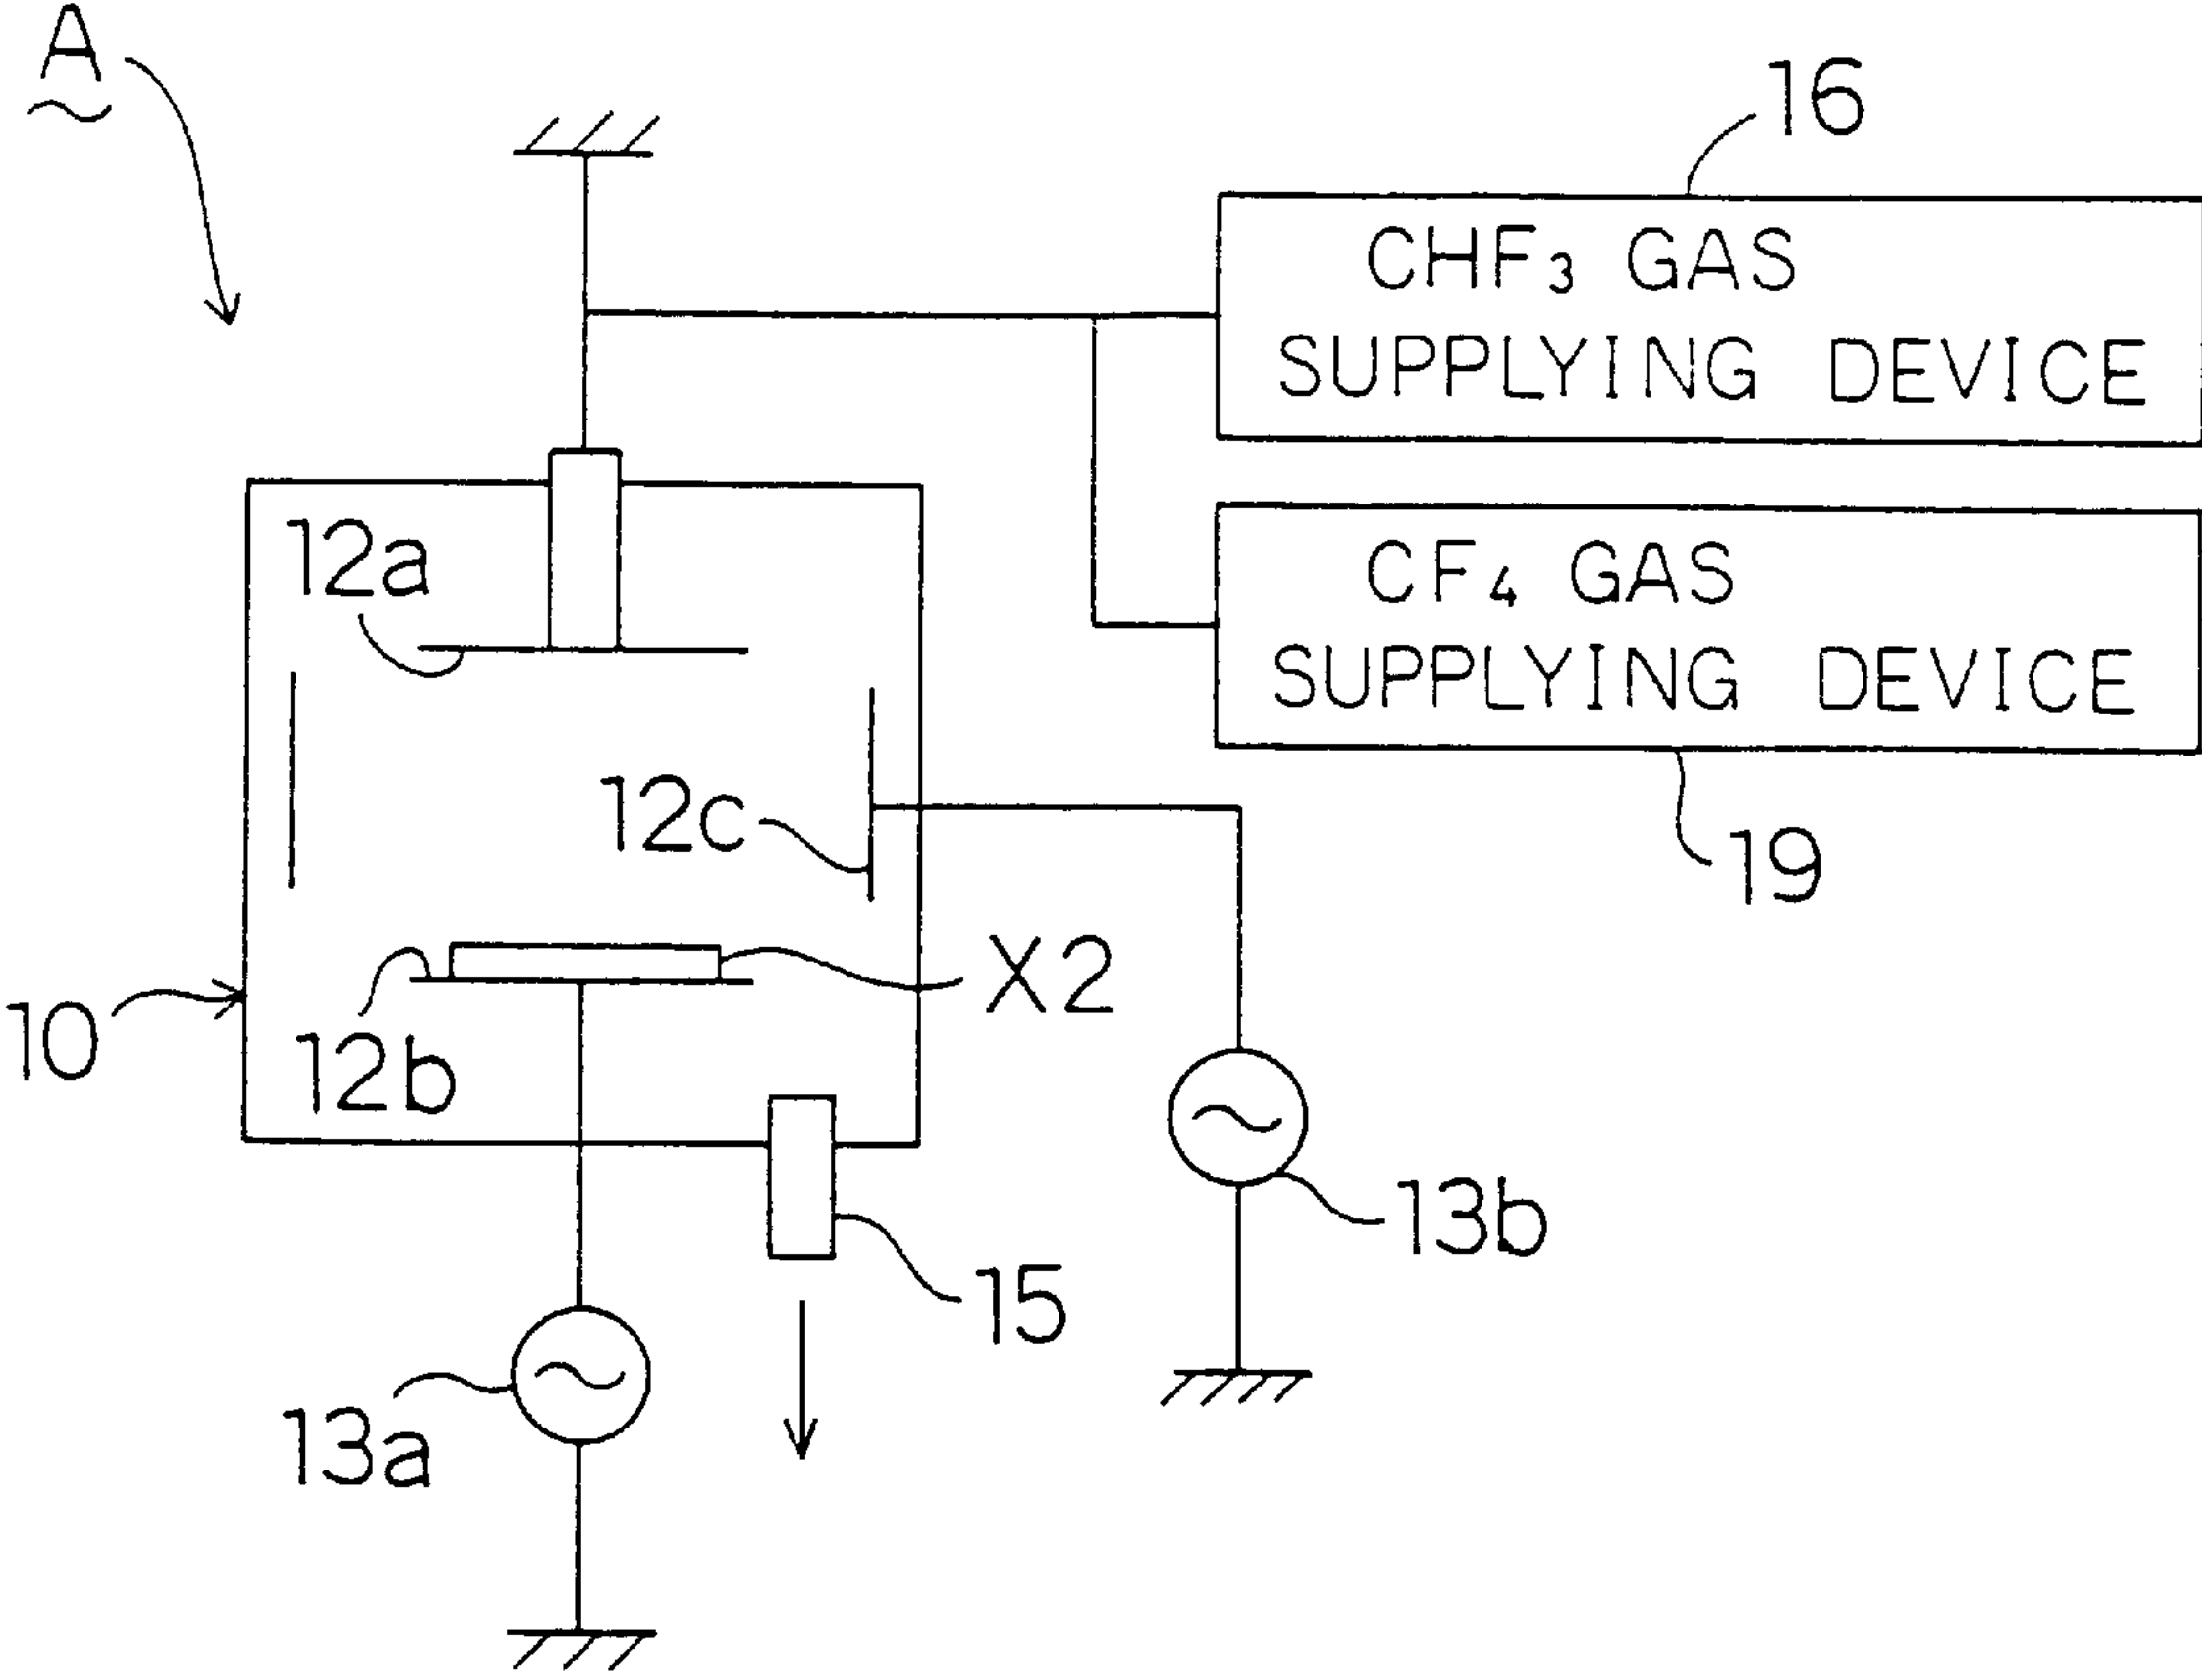 A
16
CHF₃ GAS
SUPPLYING DEVICE
12a
CF₄ GAS
SUPPLYING DEVICE
12c
19
X2
10
12b
13b
15
13a